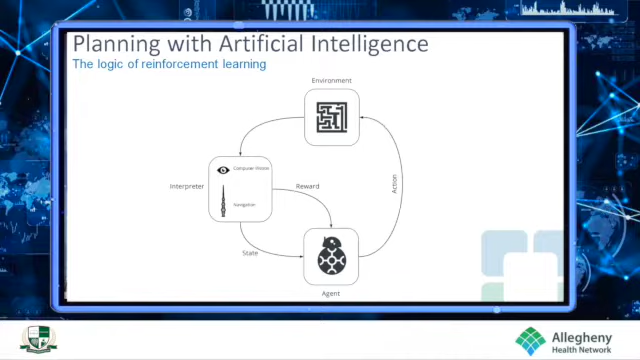 Planning with Artificial Intelligence
The logic of reinforcement learning
Environment
Computer Vision
Interpreter
Reward
Action
Navigation
State
Agent
Allegheny
Health Network